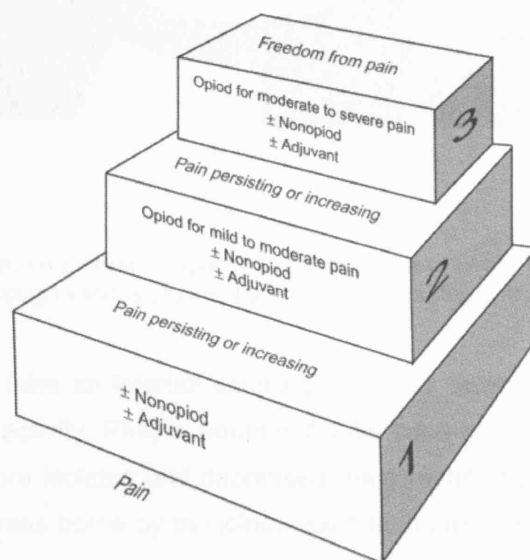 Freedom from pain
Opiod for moderate to severe pain
± Nonopiod
± Adjuvant
3
Pain persisting or increasing
Opiod for mild to moderate pain
± Nonopiod
± Adjuvant
2
Pain persisting or increasing
± Nonopiod
± Adjuvant
1
Pain